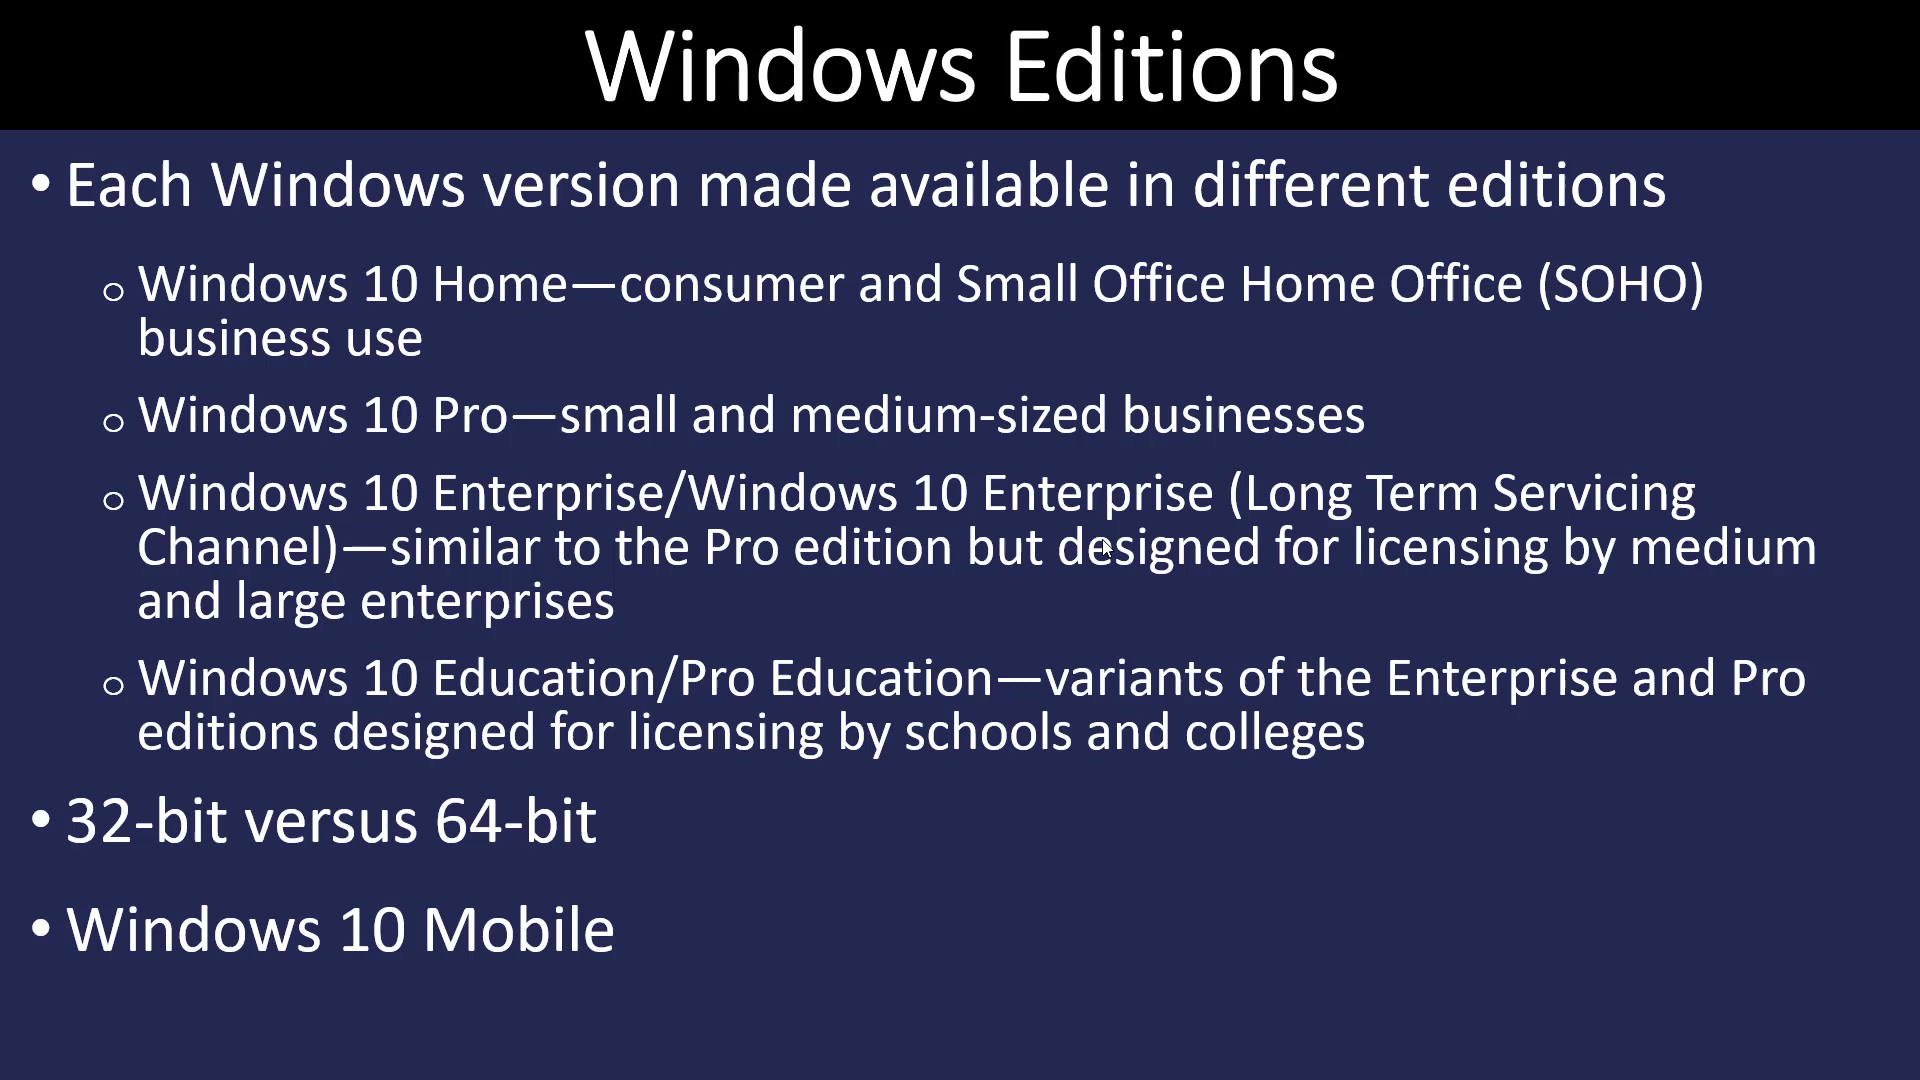 Windows Editions
• Each Windows version made available in different editions
o Windows 10 Home—consumer and Small Office Home Office (SOHO)
business use
o Windows 10 Pro—small and medium-sized businesses
o Windows 10 Enterprise/Windows 10 Enterprise (Long Term Servicing
Channel)—similar to the Pro edition but designed for licensing by medium
and large enterprises
o Windows 10 Education/Pro Education—variants of the Enterprise and Pro
editions designed for licensing by schools and colleges
• 32-bit versus 64-bit
• Windows 10 Mobile